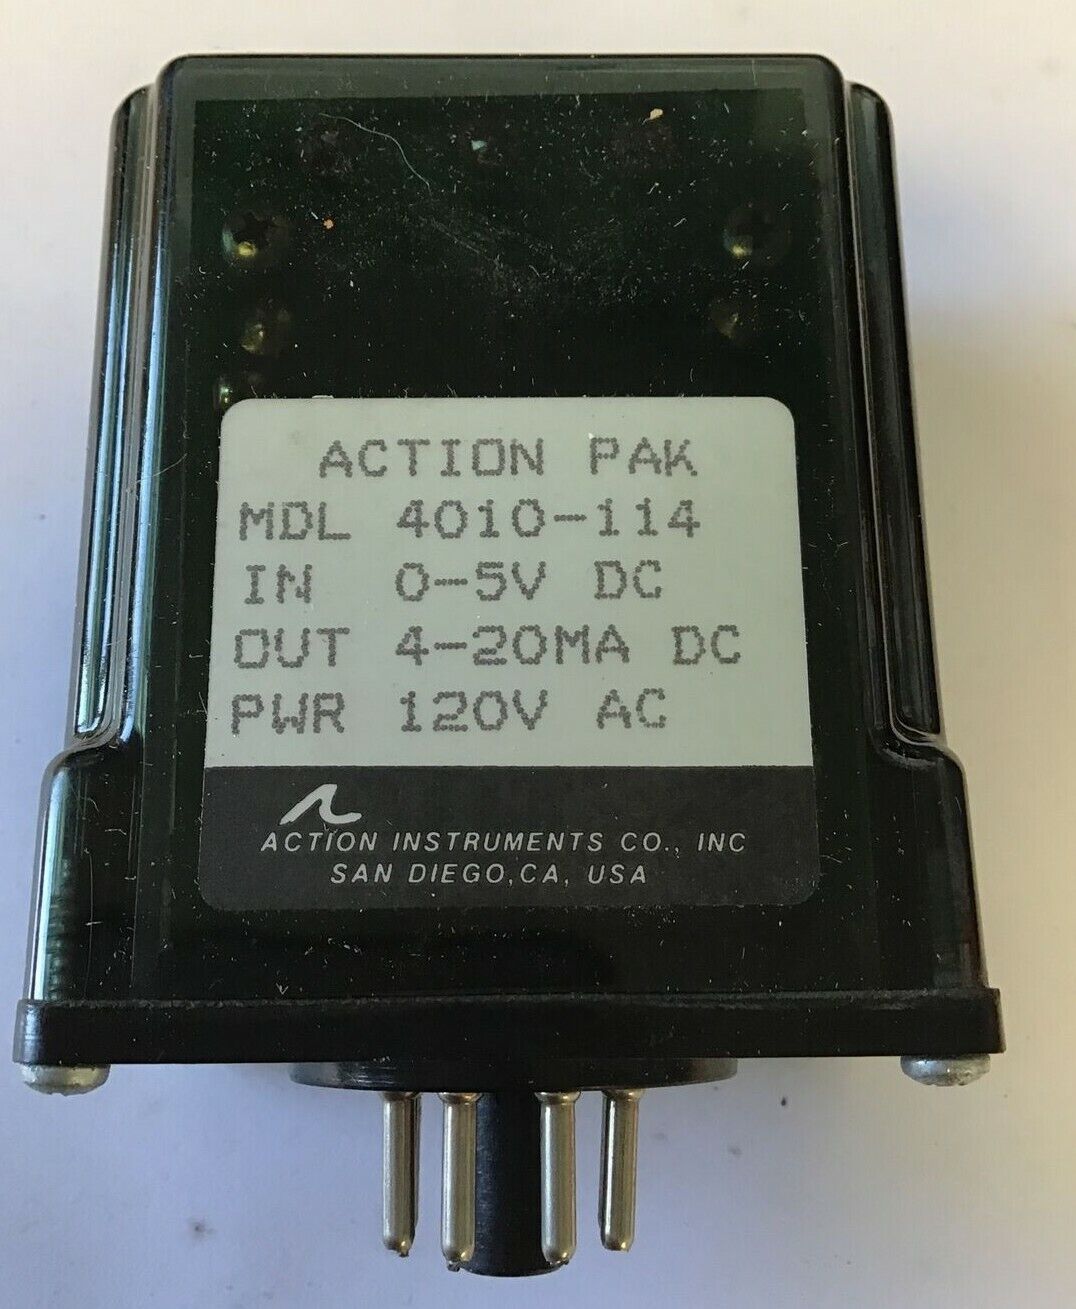 ACTION PAK
MDL 4010-114
IN 0-5V DC
OUT 4-20MA DC
PWR 120V AC
ACTION INSTRUMENTS CO., INC
SAN DIEGO, CA, USA